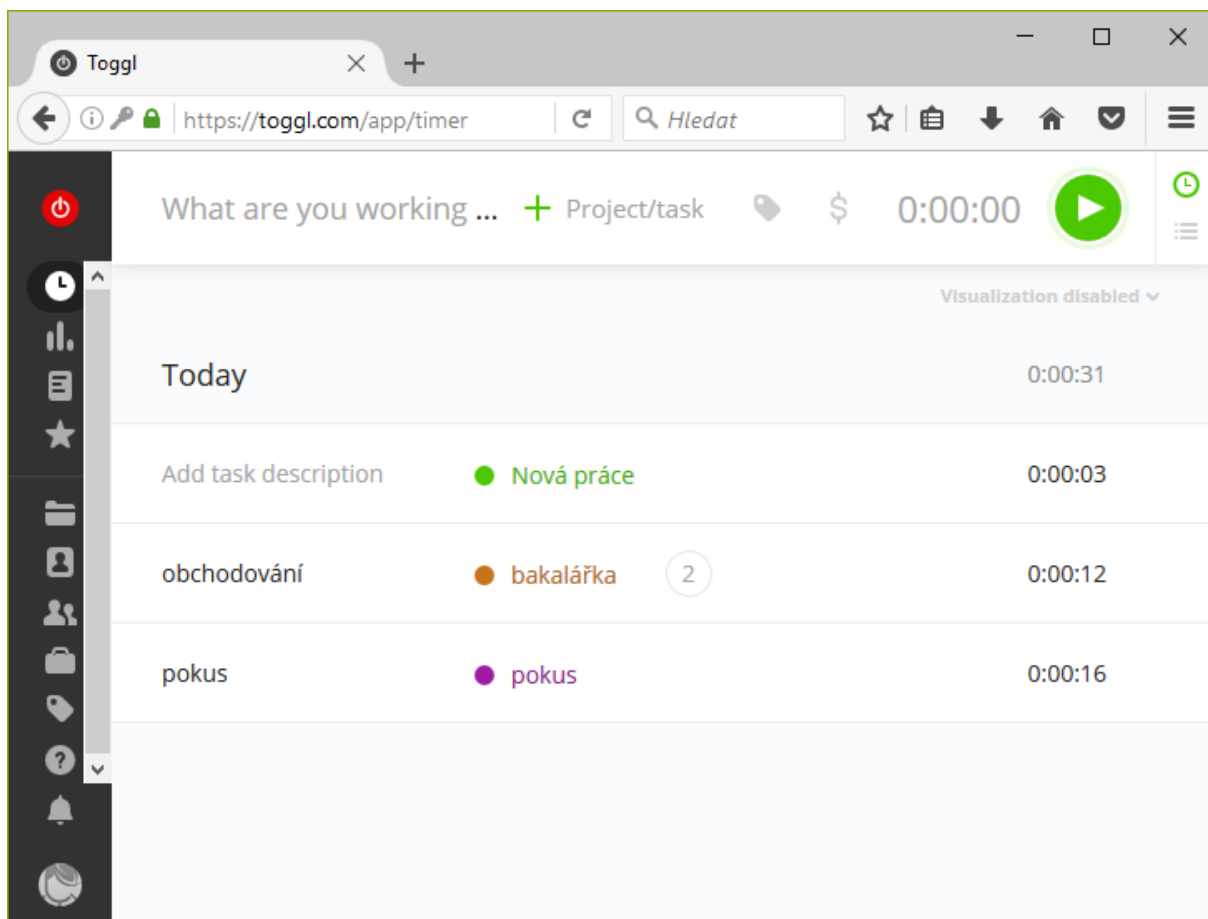 Toggl
https://toggl.com/app/timer
Hledat
What are you working ... + Project/task $ 0:00:00
Visualization disabled
Today 0:00:31
Add task description Nová práce 0:00:03
obchodování bakalářka 2 0:00:12
pokus pokus 0:00:16